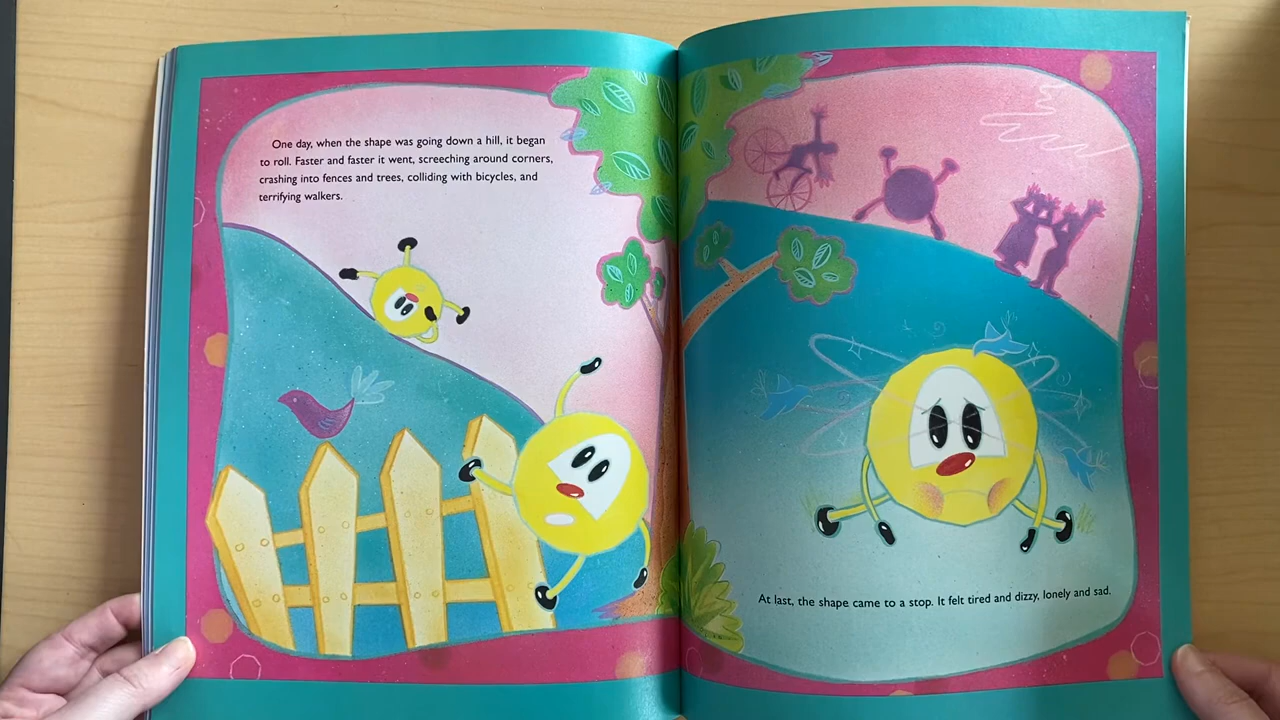 One day, when the shape was going down a hill, it began
to roll. Faster and faster it went, screeching around corners,
crashing into fences and trees, colliding with bicycles, and
terrifying walkers.
At last, the shape came to a stop. It felt tired and dizzy, lonely and sad.